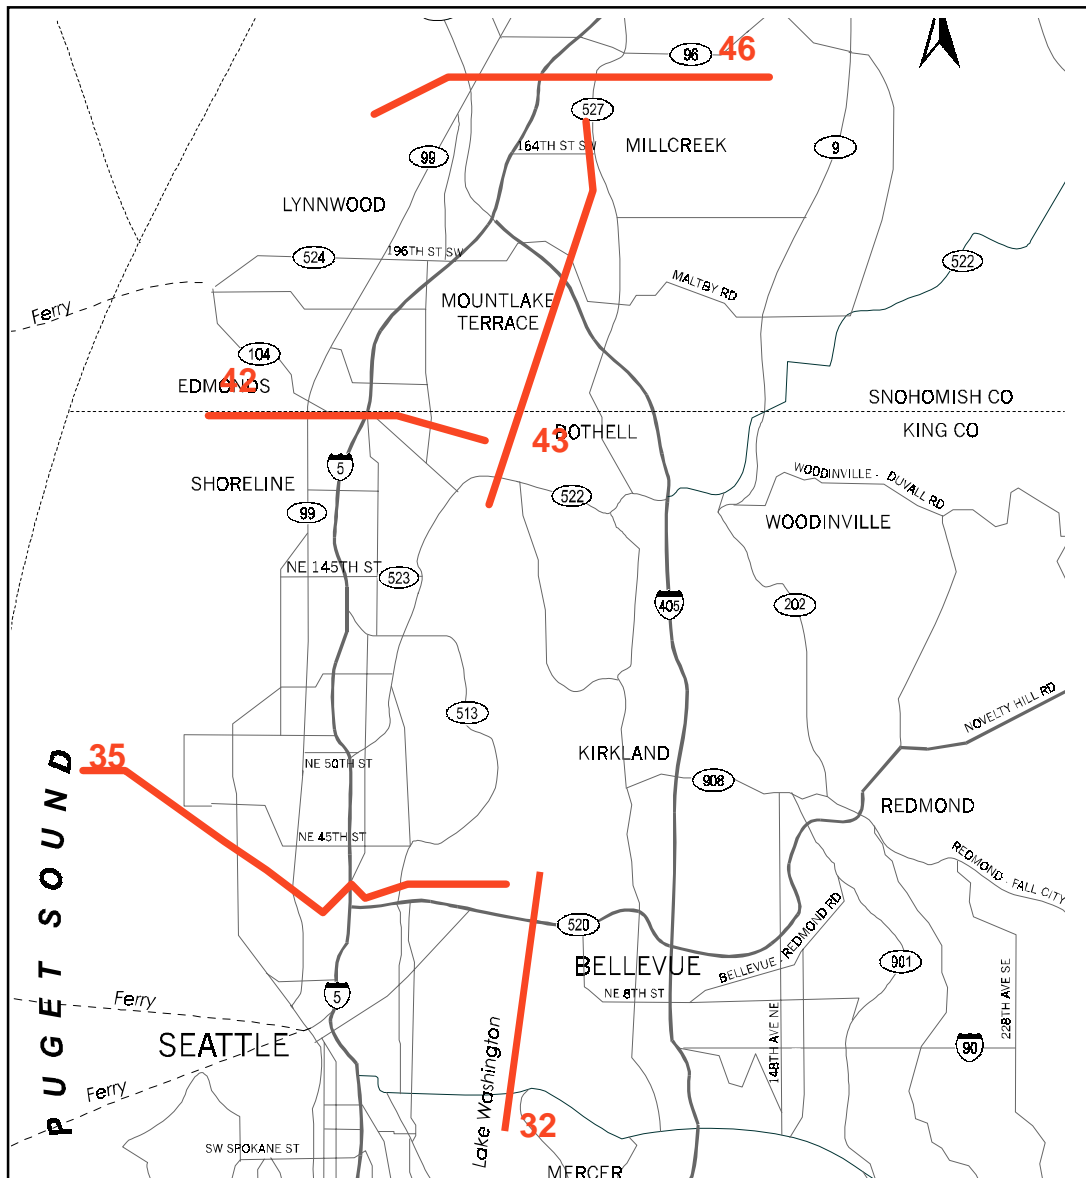 46
96
527
164TH ST SW
MILLCREEK
9
99
LYNNWOOD
196TH ST SW
524
522
MALTBY RD
Ferry
MOUNTLAKE
TERRACE
104
EDMONDS
42
SNOHOMISH CO
KING CO
43
BOTHELL
5
SHORELINE
WOODINVILLE - DUVALL RD
522
99
WOODINVILLE
NE 145TH ST
523
405
202
NOVELTY HILL RD
513
35
NE 50TH ST
KIRKLAND
908
REDMOND
NE 45TH ST
REDMOND - FALL CITY
PUGET SOUND
520
BELLEVUE
BELLEVUE - REDMOND RD
901
NE 8TH ST
5
Ferry
228TH AVE SE
148TH AVE NE
SEATTLE
90
Ferry
Lake Washington
32
SW SPOKANE ST
MERCER